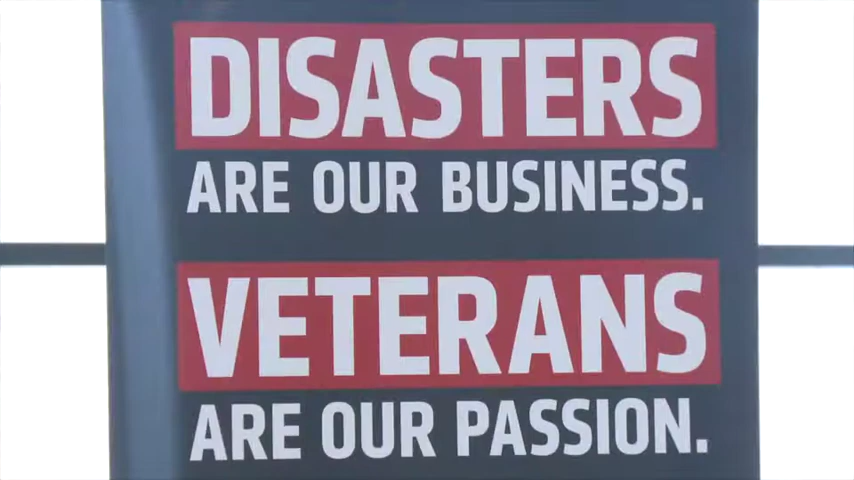 DISASTERS
ARE OUR BUSINESS.
VETERANS
ARE OUR PASSION.